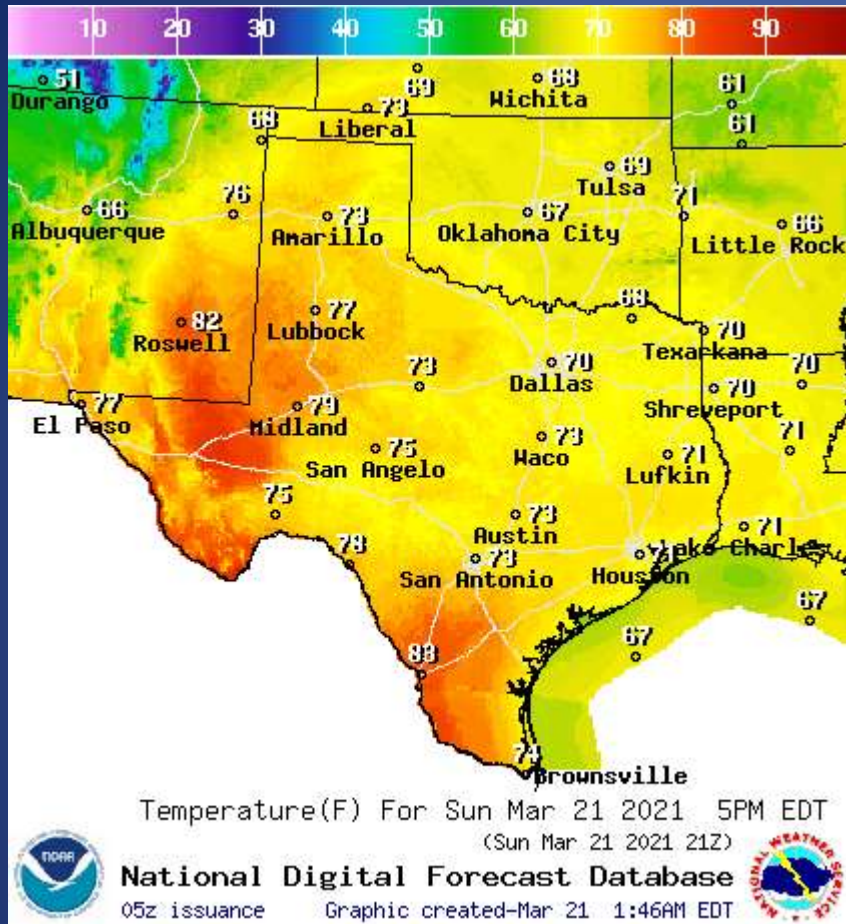 10 20 30 40 50 60 70 80 90
51
Durango
69
68
Wichita
61
73
Liberal
61
69
69
Tulsa
66
Albuquerque
76
73
Amarillo
67
Oklahoma City
71
66
Little Rock
82
Roswell
77
Lubbock
68
70
Texarkana
73
70
Dallas
70
Shreveport
70
77
El Paso
79
Midland
75
San Angelo
73
Waco
71
Lufkin
71
75
73
Austin
71
Lake Charles
78
73
San Antonio
Houston
67
67
83
74
Brownsville
Temperature(F) For Sun Mar 21 2021 5PM EDT
(Sun Mar 21 2021 21Z)
NOAA
National Digital Forecast Database
05z issuance Graphic created-Mar 21 1:46AM EDT
NATIONAL WEATHER SERVICE